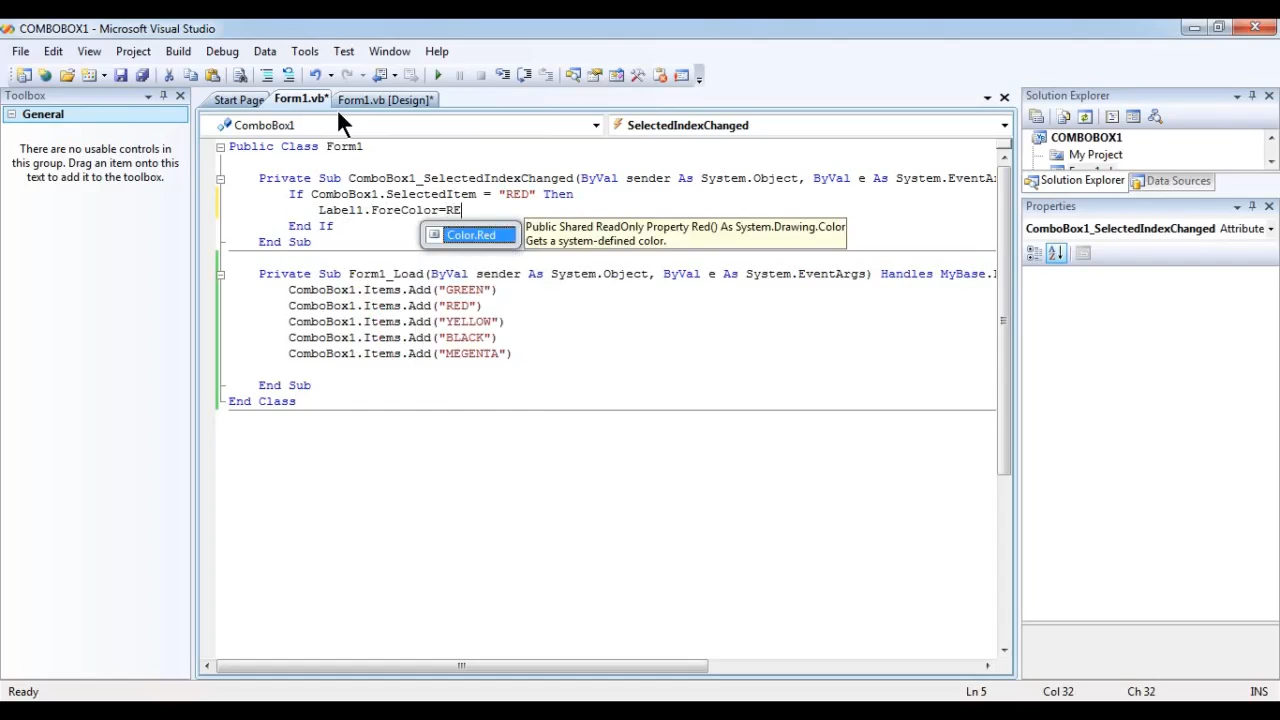 COMBOBOX1 - Microsoft Visual Studio
File Edit View Project Build Debug Data Tools Test Window Help
Toolbox
General
There are no usable controls in
this group. Drag an item onto this
text to add it to the toolbox.
Start Page Form1.vb* Form1.vb [Design]*
ComboBox1 SelectedIndexChanged
Public Class Form1
Private Sub ComboBox1_SelectedIndexChanged(ByVal sender As System.Object, ByVal e As System.EventAr
If ComboBox1.SelectedItem = "RED" Then
Label1.ForeColor=RE
End If
End Sub
Color.Red
Public Shared ReadOnly Property Red() As System.Drawing.Color
Gets a system-defined color.
Private Sub Form1_Load(ByVal sender As System.Object, ByVal e As System.EventArgs) Handles MyBase.
ComboBox1.Items.Add("GREEN")
ComboBox1.Items.Add("RED")
ComboBox1.Items.Add("YELLOW")
ComboBox1.Items.Add("BLACK")
ComboBox1.Items.Add("MEGENTA")
End Sub
End Class
Solution Explorer
COMBOBOX1
My Project
Solution Explorer Data Sources
Properties
ComboBox1_SelectedIndexChanged Attribute
Ready Ln 5 Col 32 Ch 32 INS